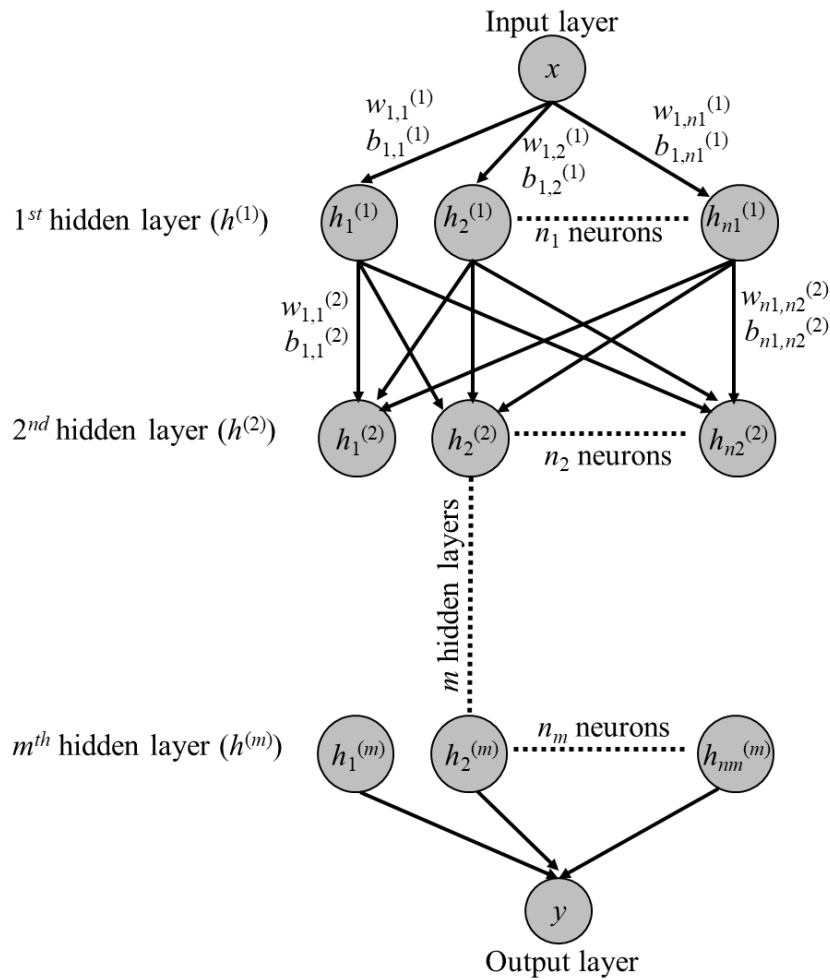 Input layer
x
w₁,₁⁽¹⁾
b₁,₁⁽¹⁾
w₁,₂⁽¹⁾
b₁,₂⁽¹⁾
w₁,ₙ₁⁽¹⁾
b₁,ₙ₁⁽¹⁾
1ˢᵗ hidden layer (h⁽¹⁾)
h₁⁽¹⁾
h₂⁽¹⁾
n₁ neurons
hₙ₁⁽¹⁾
w₁,₁⁽²⁾
b₁,₁⁽²⁾
wₙ₁,ₙ₂⁽²⁾
bₙ₁,ₙ₂⁽²⁾
2ⁿᵈ hidden layer (h⁽²⁾)
h₁⁽²⁾
h₂⁽²⁾
n₂ neurons
hₙ₂⁽²⁾
m hidden layers
mᵗʰ hidden layer (h⁽ᵐ⁾)
h₁⁽ᵐ⁾
h₂⁽ᵐ⁾
nₘ neurons
hₙₘ⁽ᵐ⁾
y
Output layer